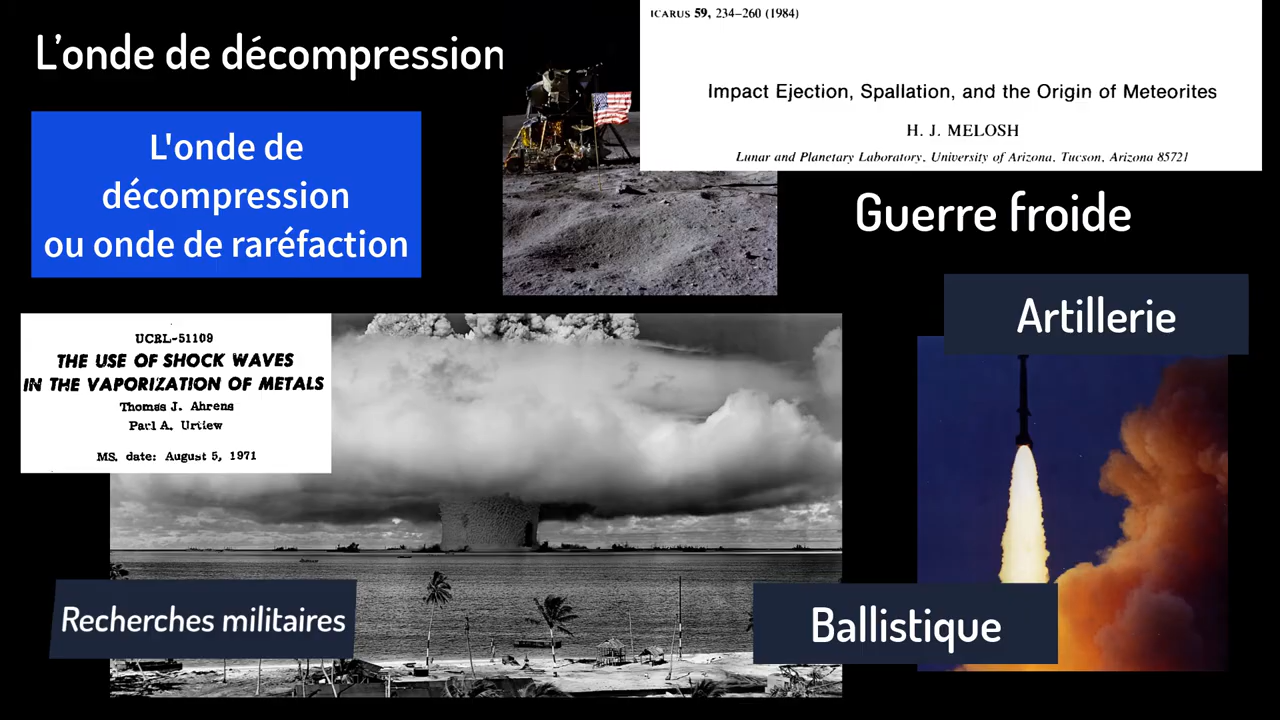 L'onde de décompression
ICARUS 59, 234–260 (1984)
Impact Ejection, Spallation, and the Origin of Meteorites
H. J. MELOSH
Lunar and Planetary Laboratory, University of Arizona, Tucson, Arizona 85721
L'onde de
décompression
ou onde de raréfaction
Guerre froide
Artillerie
UCRL-51109
THE USE OF SHOCK WAVES
IN THE VAPORIZATION OF METALS
Thomas J. Ahrens
Paul A. Urtiew
MS. date: August 5, 1971
Recherches militaires
Ballistique